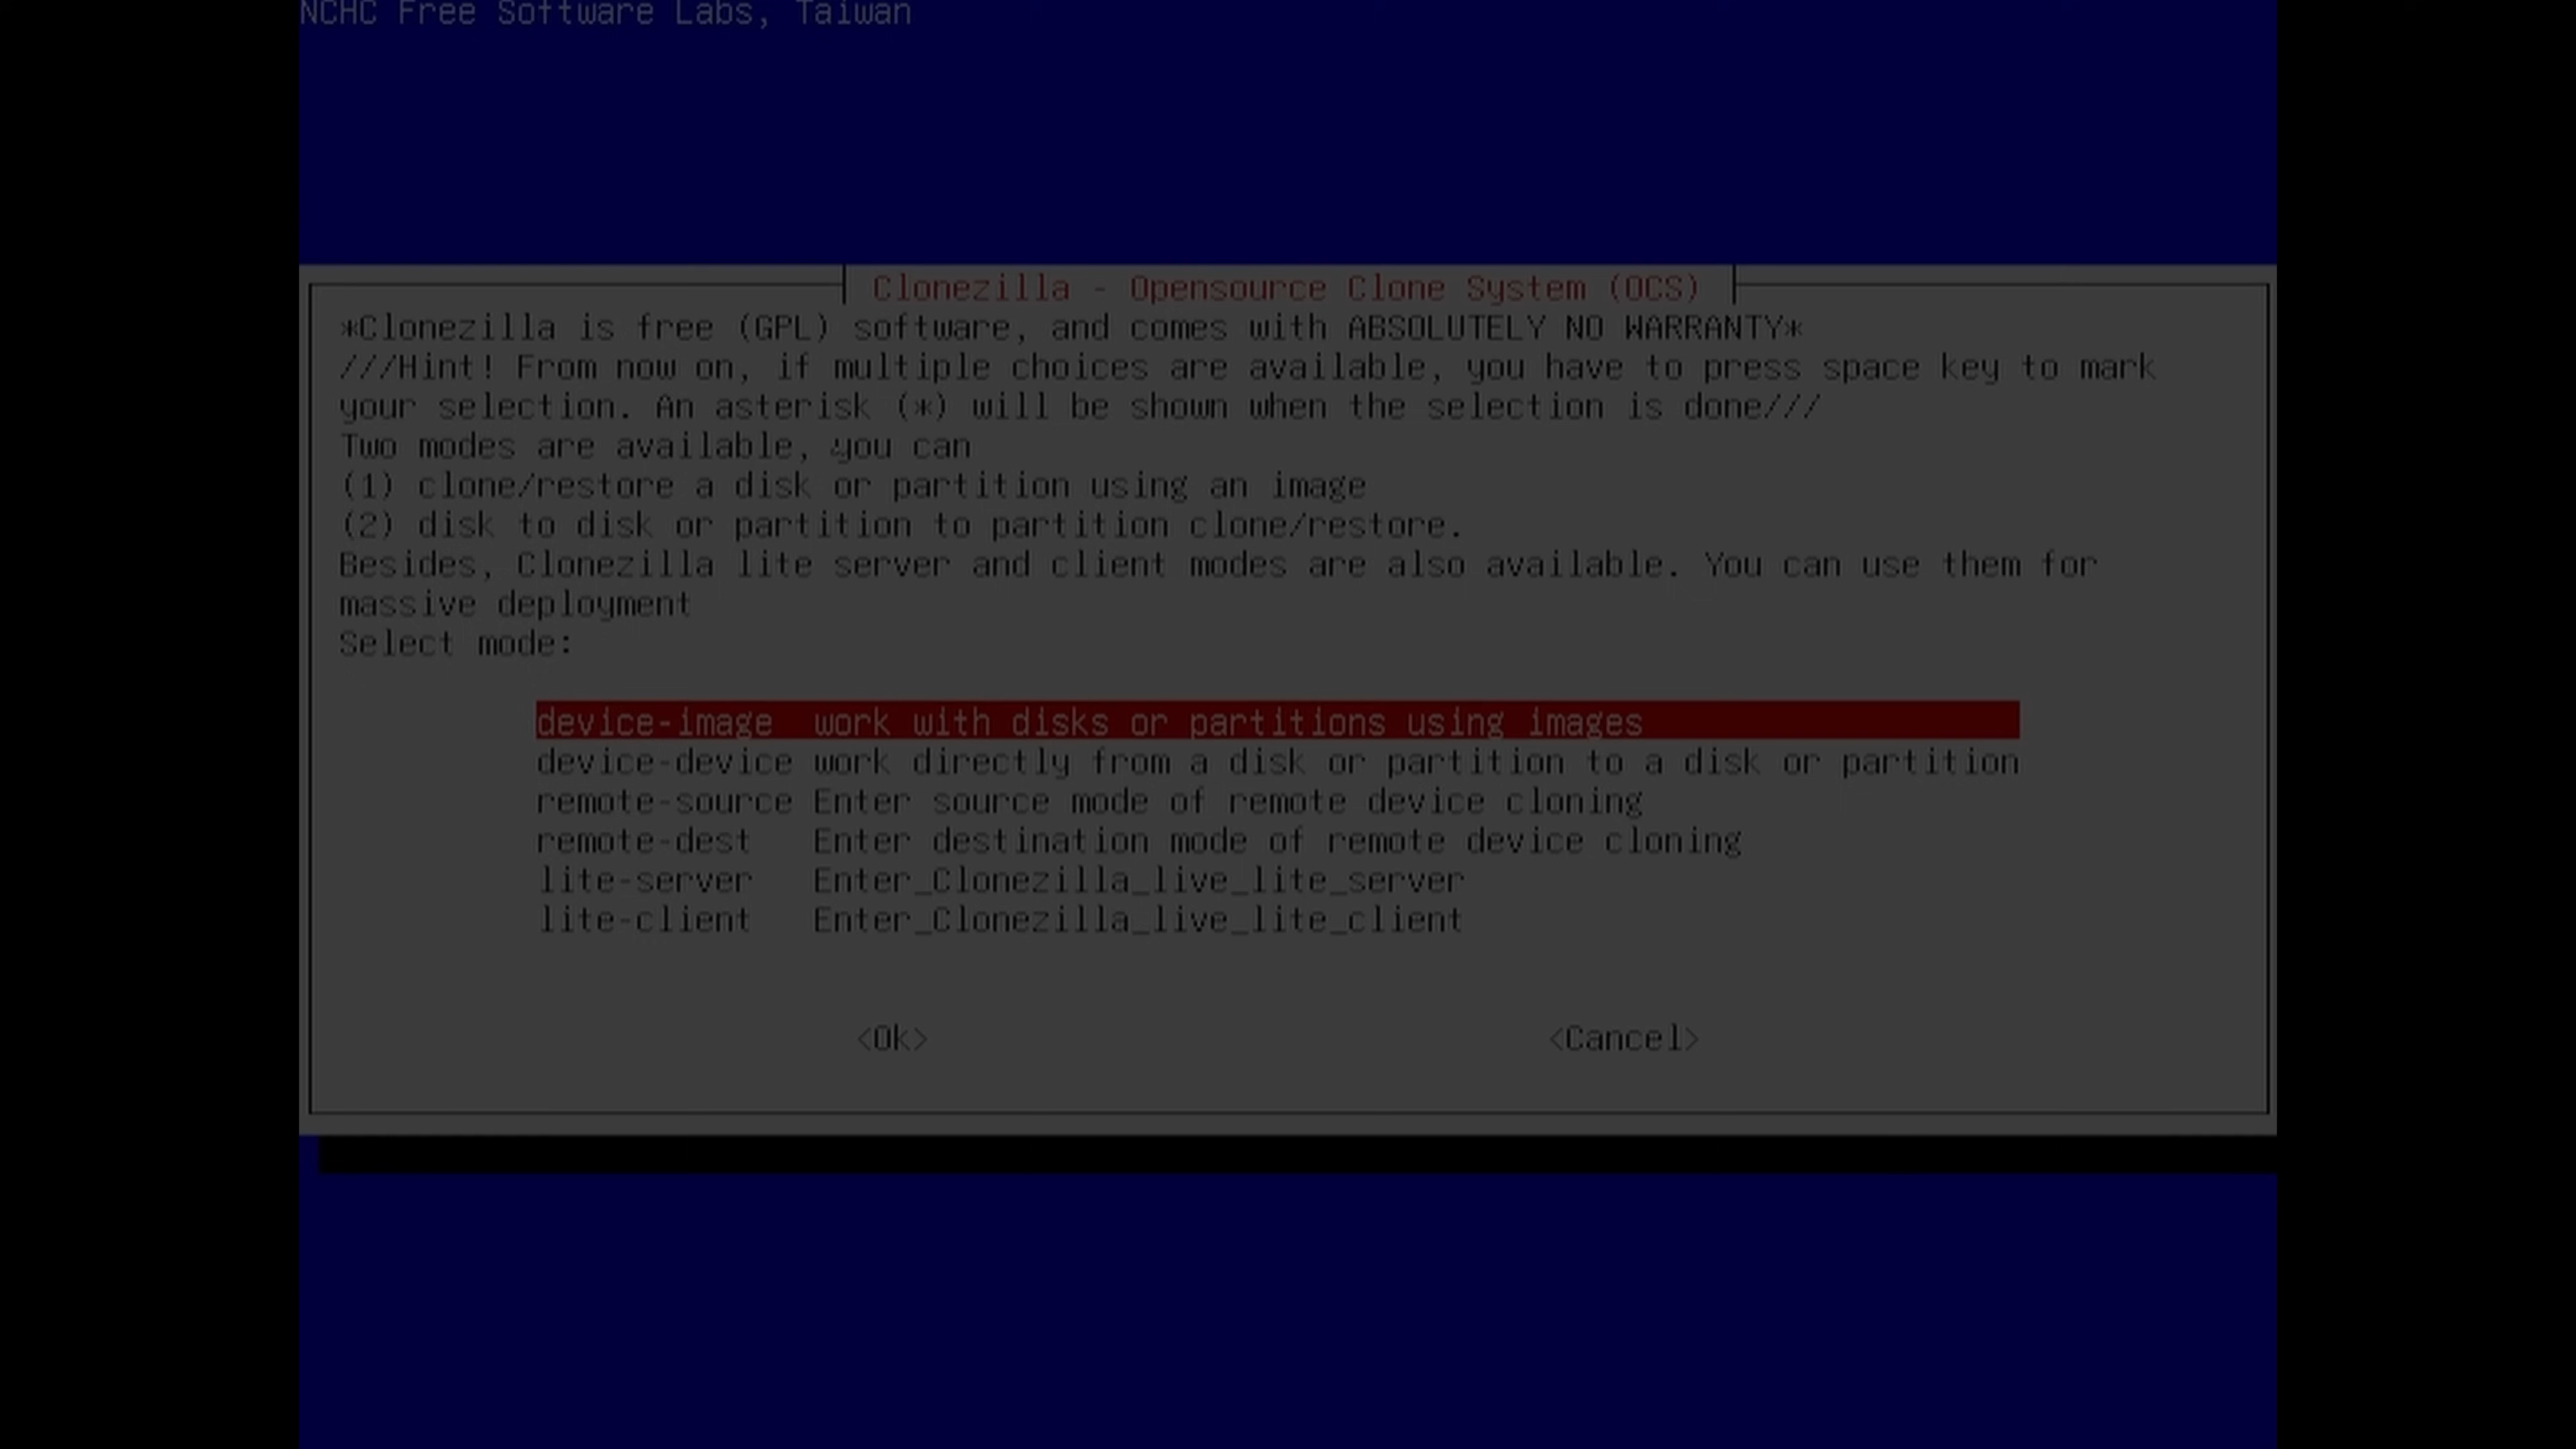 NCHC Free Software Labs, Taiwan
Clonezilla - Opensource Clone System (OCS)
*Clonezilla is free (GPL) software, and comes with ABSOLUTELY NO WARRANTY*
///Hint! From now on, if multiple choices are available, you have to press space key to mark
your selection. An asterisk (*) will be shown when the selection is done///
Two modes are available, you can
(1) clone/restore a disk or partition using an image
(2) disk to disk or partition to partition clone/restore.
Besides, Clonezilla lite server and client modes are also available. You can use them for
massive deployment
Select mode:
device-image work with disks or partitions using images
device-device work directly from a disk or partition to a disk or partition
remote-source Enter source mode of remote device cloning
remote-dest Enter destination mode of remote device cloning
lite-server Enter_Clonezilla_live_lite_server
lite-client Enter_Clonezilla_live_lite_client
<Ok> <Cancel>